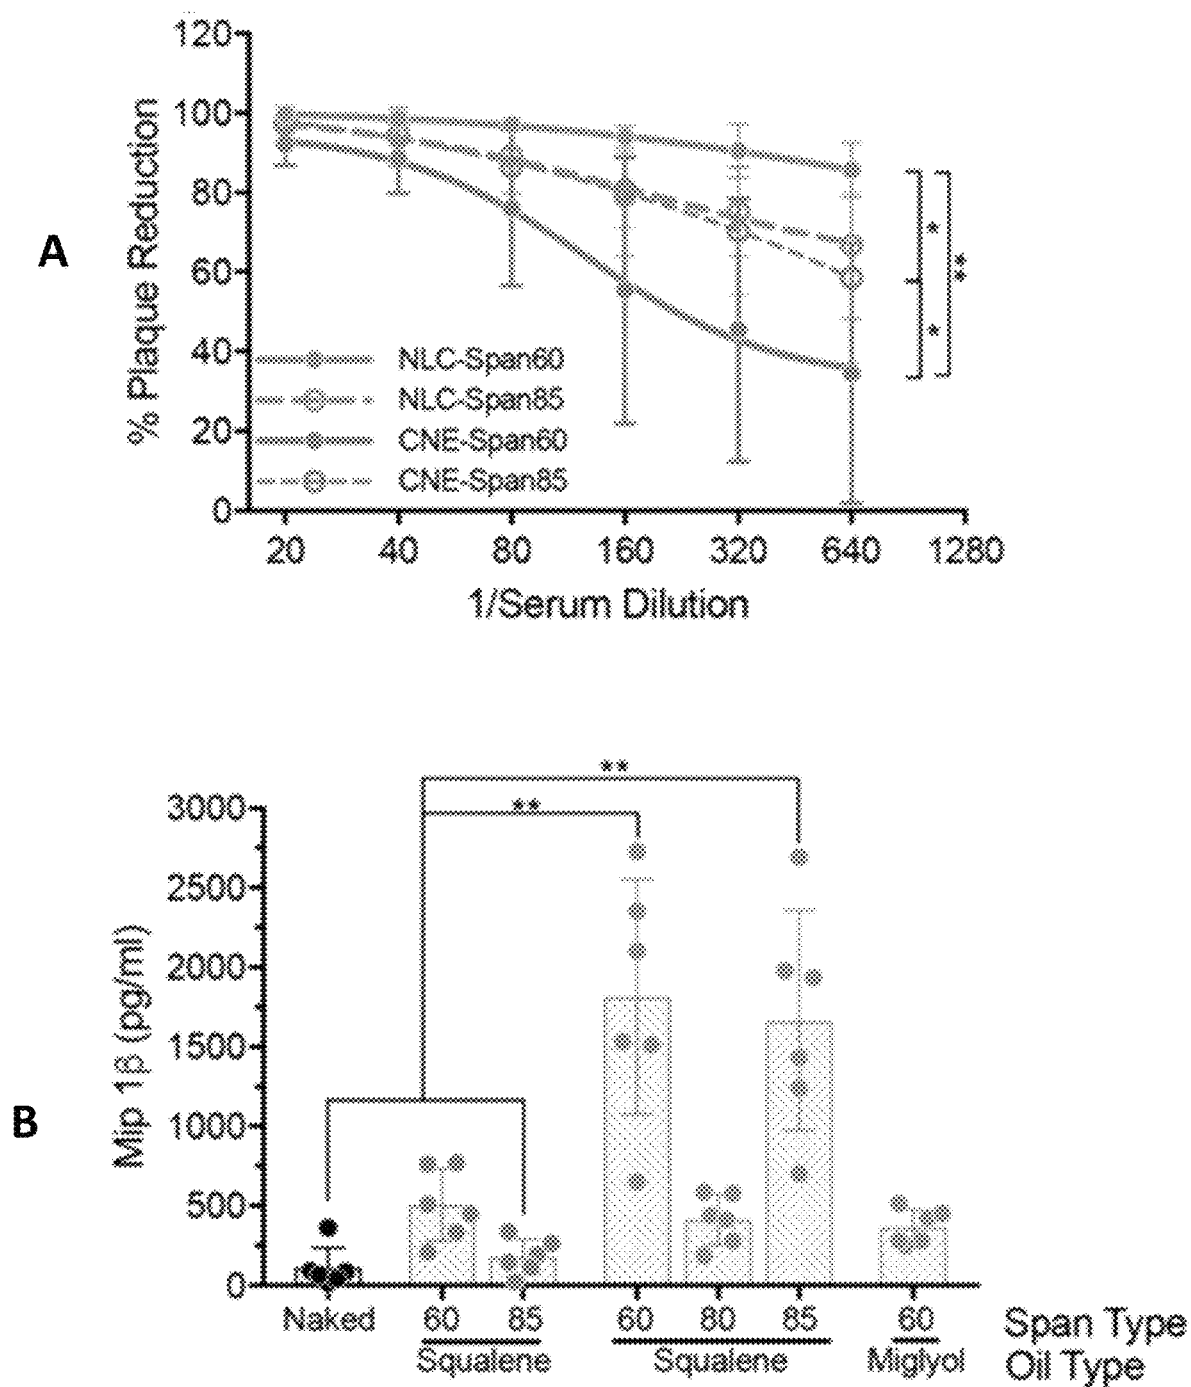 A
% Plaque Reduction
120
100
80
60
40
20
0
NLC-Span60
NLC-Span85
CNE-Span60
CNE-Span85
*
*
**
20 40 80 160 320 640 1280
1/Serum Dilution
B
Mip 1β (pg/ml)
**
**
3000
2500
2000
1500
1000
500
0
Naked 60 85 60 80 85 60 Span Type
Squalene Squalene Miglyol Oil Type